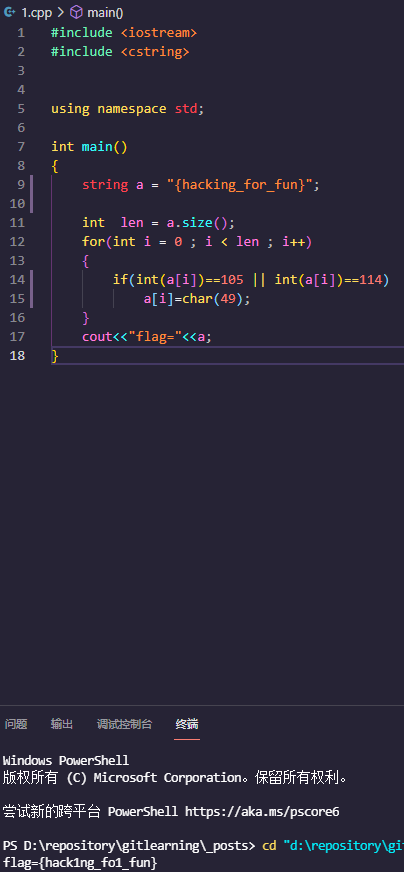 1.cpp > main()
1 #include <iostream>
2 #include <cstring>
3
4
5 using namespace std;
6
7 int main()
8 {
9     string a = "{hacking_for_fun}";
10
11     int  len = a.size();
12     for(int i = 0 ; i < len ; i++)
13     {
14         if(int(a[i])==105 || int(a[i])==114)
15             a[i]=char(49);
16     }
17     cout<<"flag="<<a;
18 }
问题 输出 调试控制台 终端
Windows PowerShell
版权所有 (C) Microsoft Corporation。保留所有权利。
尝试新的跨平台 PowerShell https://aka.ms/pscore6
PS D:\repository\gitlearning\_posts> cd "d:\repository\gi
flag={hack1ng_fo1_fun}